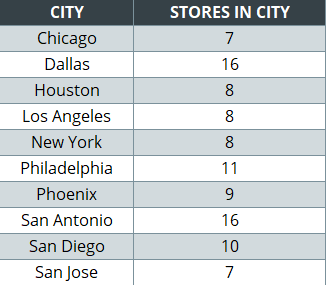 CITY STORES IN CITY
Chicago 7
Dallas 16
Houston 8
Los Angeles 8
New York 8
Philadelphia 11
Phoenix 9
San Antonio 16
San Diego 10
San Jose 7